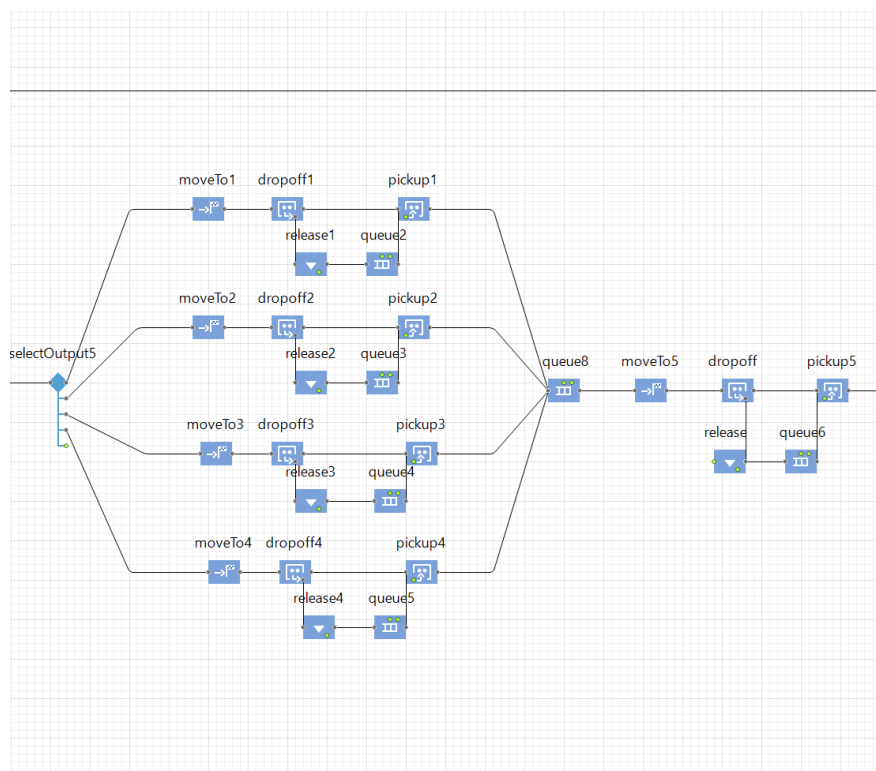 moveTo1 dropoff1 pickup1
release1 queue2
moveTo2 dropoff2 pickup2
selectOutput5 release2 queue3 queue8 moveTo5 dropoff pickup5
moveTo3 dropoff3 pickup3 release queue6
release3 queue4
moveTo4 dropoff4 pickup4
release4 queue5